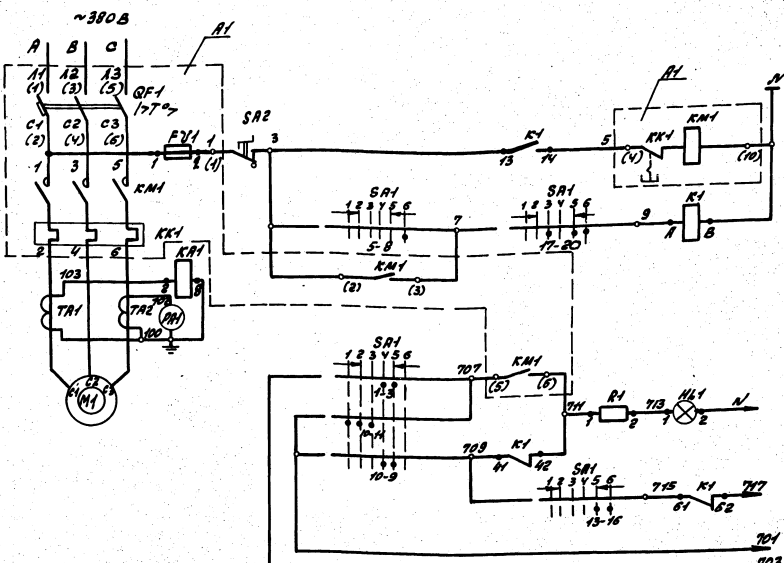 ~380В
А В С
А1
Л1 Л2 Л3
(1) (3) (5)
QF1
|>T°>
С1 С2 С3
(2) (4) (6)
FU1
1 2
1
(1)
SA2
3
К1
13 14
5
(4)
КК1
КМ1
(10)
А1
N
1 3 5
КМ1
SA1
1 2 3 4 5 6
5-8
7
SA1
1 2 3 4 5 6
17-20
9
К1
А В
КМ1
(2) (3)
2 4 6
КК1
103
КА1
2 8
102
ТА1 ТА2
РА1
100
С1 С2 С3
М1
SA1
1 2 3 4 5 6
1-3
10-11
10-9
707
КМ1
(5) (6)
711
R1
1 2
713
HL1
1 2
N
709
К1
41 42
SA1
1 2 3 4 5 6
13-16
715
К1
61 62
717
701
703